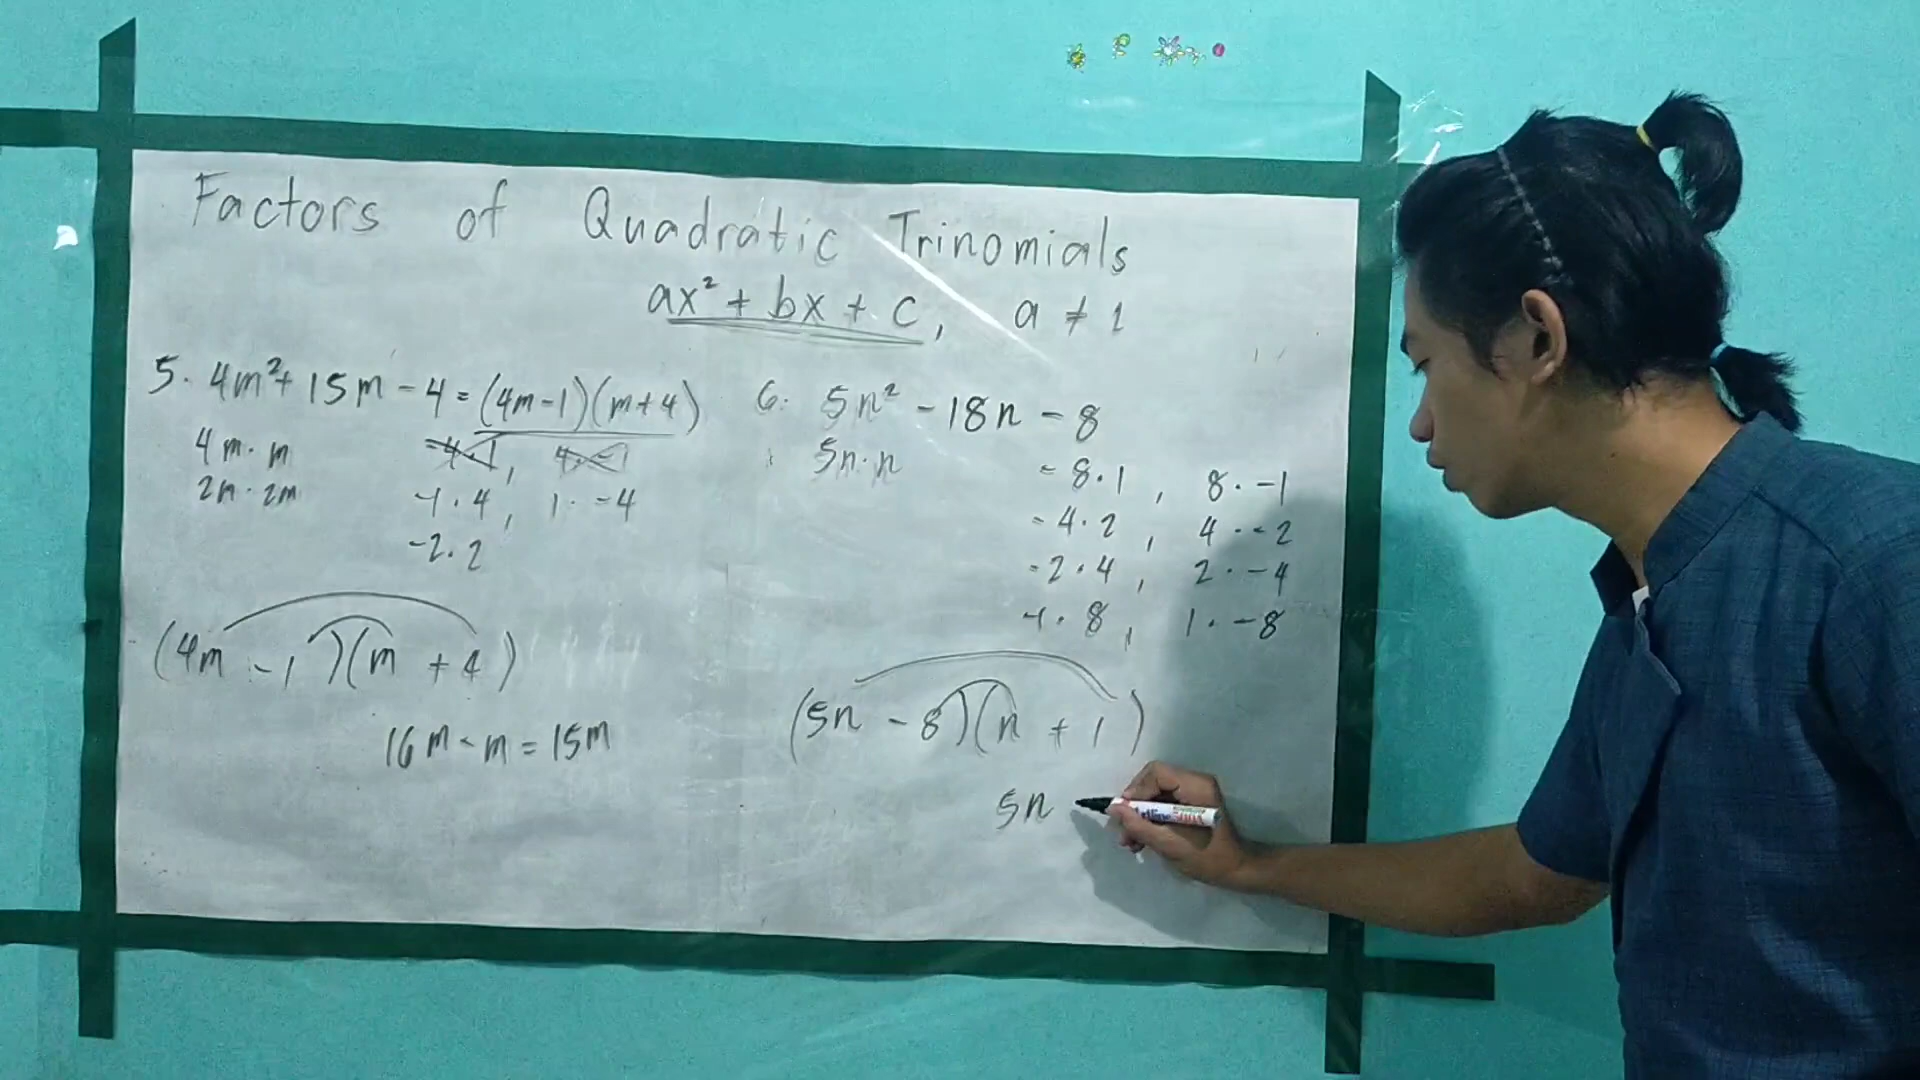 Factors of Quadratic Trinomials
ax² + bx + c, a ≠ 1
5. 4m² + 15m - 4 = (4m-1)(m+4)
4m · m
2m · 2m
-4 · 1, 4 · -1
-1 · 4, 1 · -4
-2 · 2
(4m - 1)(m + 4)
16m - m = 15m
6. 5n² - 18n - 8
5n · n
-8 · 1, 8 · -1
-4 · 2, 4 · -2
-2 · 4, 2 · -4
-1 · 8, 1 · -8
(5n - 8)(n + 1)
5n